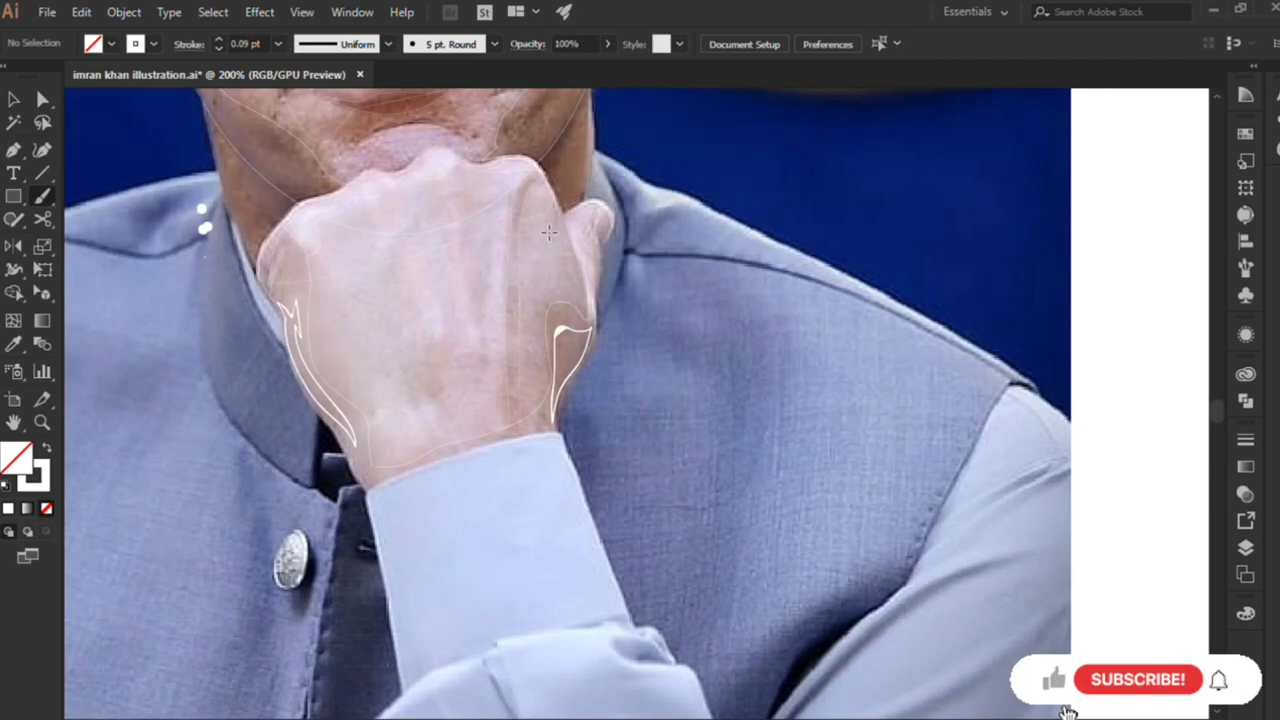 Ai File Edit Object Type Select Effect View Window Help Br St Essentials Search Adobe Stock
No Selection Stroke: 0.09 pt Uniform 5 pt. Round Opacity: 100% Style: Document Setup Preferences
imran khan illustration.ai* @ 200% (RGB/GPU Preview) ×
T
SUBSCRIBE!